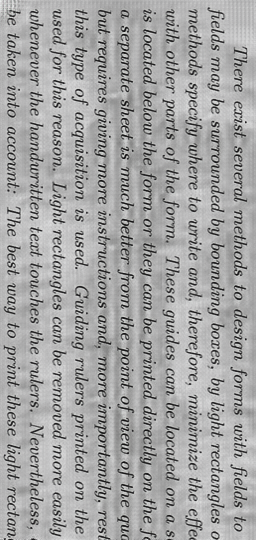 There exist several methods to design forms with fields to
fields may be surrounded by bounding boxes, by light rectangles o
methods specify where to write and, therefore, minimize the effec
with other parts of the form. These guides can be located on a s
is located below the form or they can be printed directly on the f
a separate sheet is much better from the point of view of the qua
but requires giving more instructions and, more importantly, rest
this type of acquisition is used. Guiding rulers printed on the
used for this reason. Light rectangles can be removed more easily
whenever the handwritten text touches the rulers. Nevertheless,
be taken into account: The best way to print these light rectan